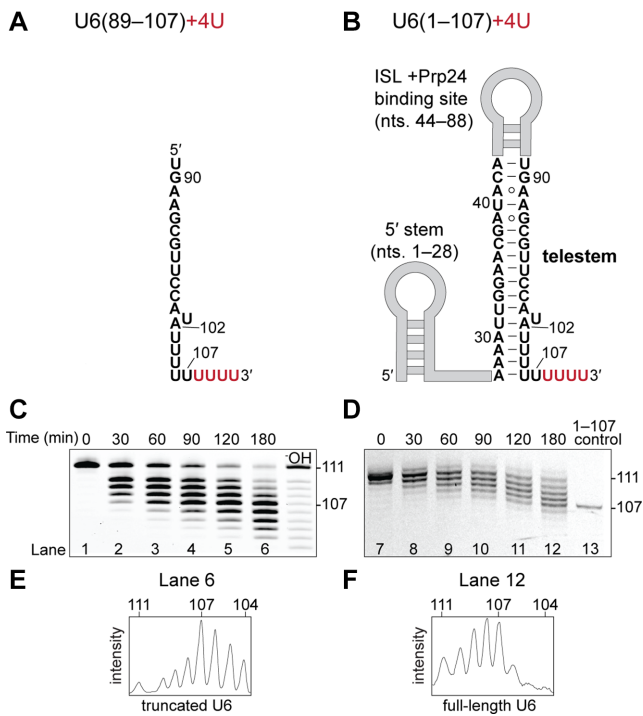 A
U6(89–107)+4U
5′
U
G 90
A
A
G
C
G
U
U
C
C
A
A U
102
U
U
107
U
UUUUUU3′
B
U6(1–107)+4U
ISL +Prp24
binding site
(nts. 44–88)
5′ stem
(nts. 1–28)
telestem
A U
C G 90
A A
40 U A
A G
G C
C G
A U
A U
G C
G C
U A
U A U
102
30 A U
A U
107
A U
5′ A UUUUUU3′
C
Time (min) 0 30 60 90 120 180 ⁻OH
-111
-107
Lane 1 2 3 4 5 6
D
0 30 60 90 120 180 1–107
control
-111
-107
7 8 9 10 11 12 13
E
Lane 6
111 107 104
intensity
truncated U6
F
Lane 12
111 107 104
intensity
full-length U6